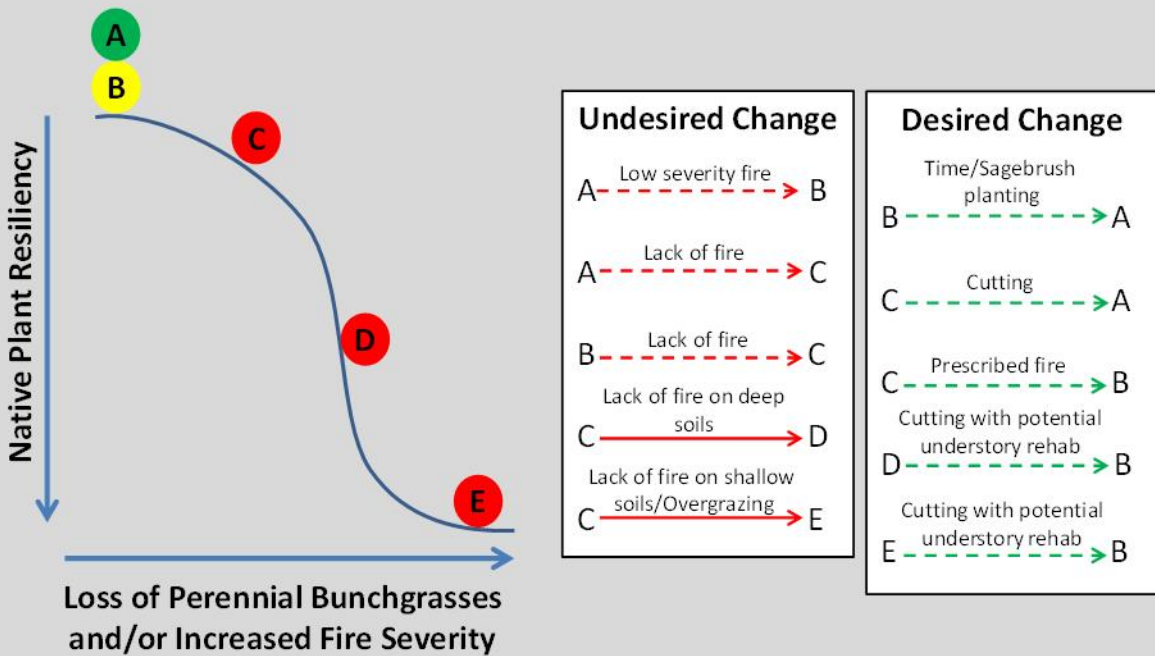 A
B
C
D
E
Native Plant Resiliency
Loss of Perennial Bunchgrasses
and/or Increased Fire Severity
Undesired Change
Low severity fire
A B
Lack of fire
A C
Lack of fire
B C
Lack of fire on deep
soils
C D
Lack of fire on shallow
soils/Overgrazing
C E
Desired Change
Time/Sagebrush
planting
B A
Cutting
C A
Prescribed fire
C B
Cutting with potential
understory rehab
D B
Cutting with potential
understory rehab
E B